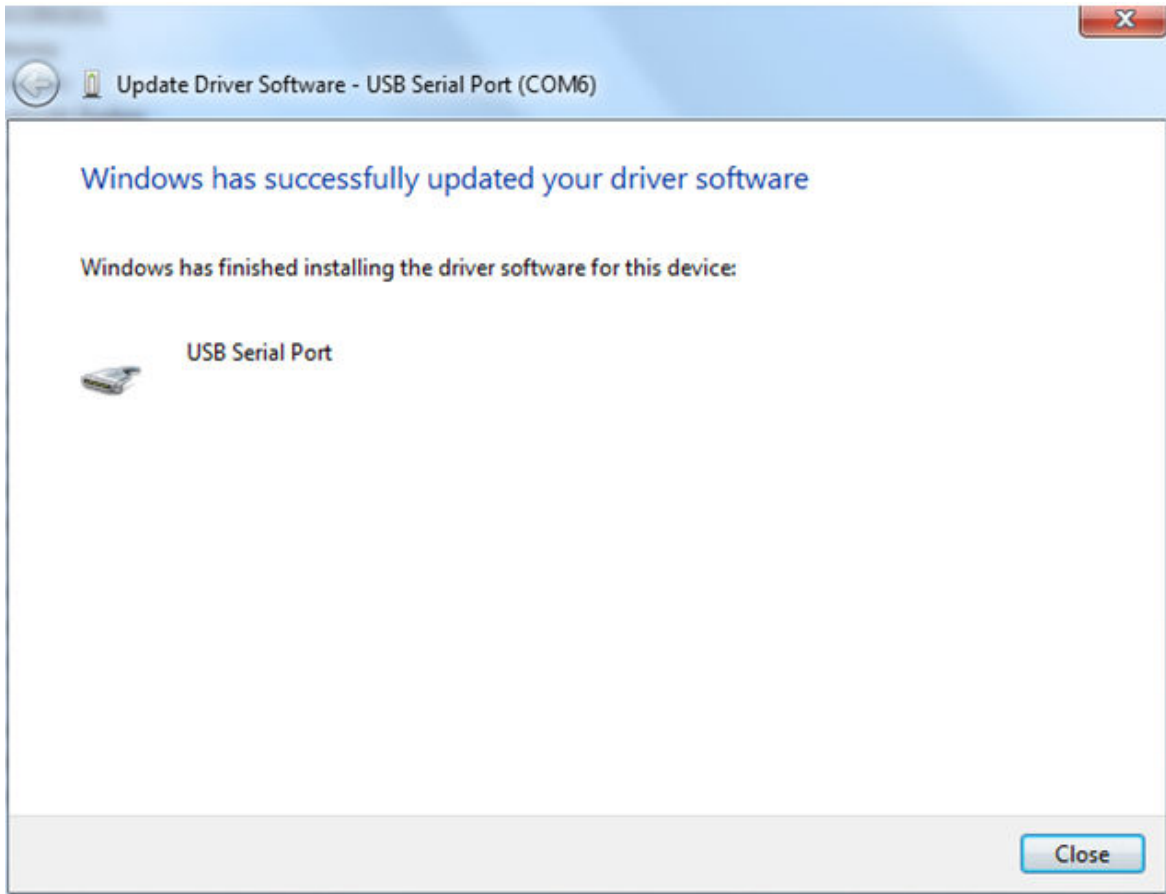 Update Driver Software - USB Serial Port (COM6)
Windows has successfully updated your driver software
Windows has finished installing the driver software for this device:
USB Serial Port
Close